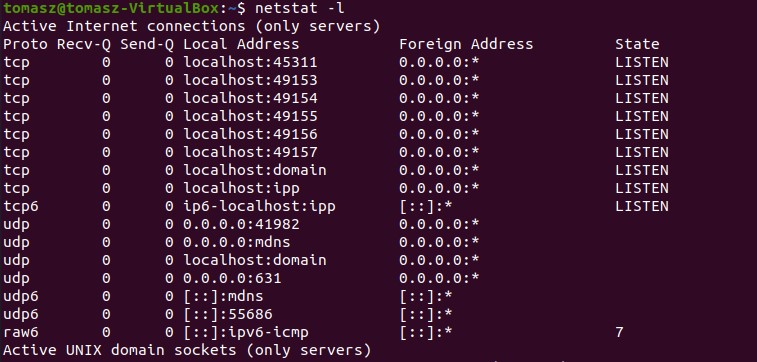 tomasz@tomasz-VirtualBox:~$ netstat -l
Active Internet connections (only servers)
Proto Recv-Q Send-Q Local Address           Foreign Address         State
tcp        0      0 localhost:45311         0.0.0.0:*               LISTEN
tcp        0      0 localhost:49153         0.0.0.0:*               LISTEN
tcp        0      0 localhost:49154         0.0.0.0:*               LISTEN
tcp        0      0 localhost:49155         0.0.0.0:*               LISTEN
tcp        0      0 localhost:49156         0.0.0.0:*               LISTEN
tcp        0      0 localhost:49157         0.0.0.0:*               LISTEN
tcp        0      0 localhost:domain        0.0.0.0:*               LISTEN
tcp        0      0 localhost:ipp           0.0.0.0:*               LISTEN
tcp6       0      0 ip6-localhost:ipp       [::]:*                  LISTEN
udp        0      0 0.0.0.0:41982           0.0.0.0:*
udp        0      0 0.0.0.0:mdns            0.0.0.0:*
udp        0      0 localhost:domain        0.0.0.0:*
udp        0      0 0.0.0.0:631             0.0.0.0:*
udp6       0      0 [::]:mdns               [::]:*
udp6       0      0 [::]:55686              [::]:*
raw6       0      0 [::]:ipv6-icmp          [::]:*                  7
Active UNIX domain sockets (only servers)